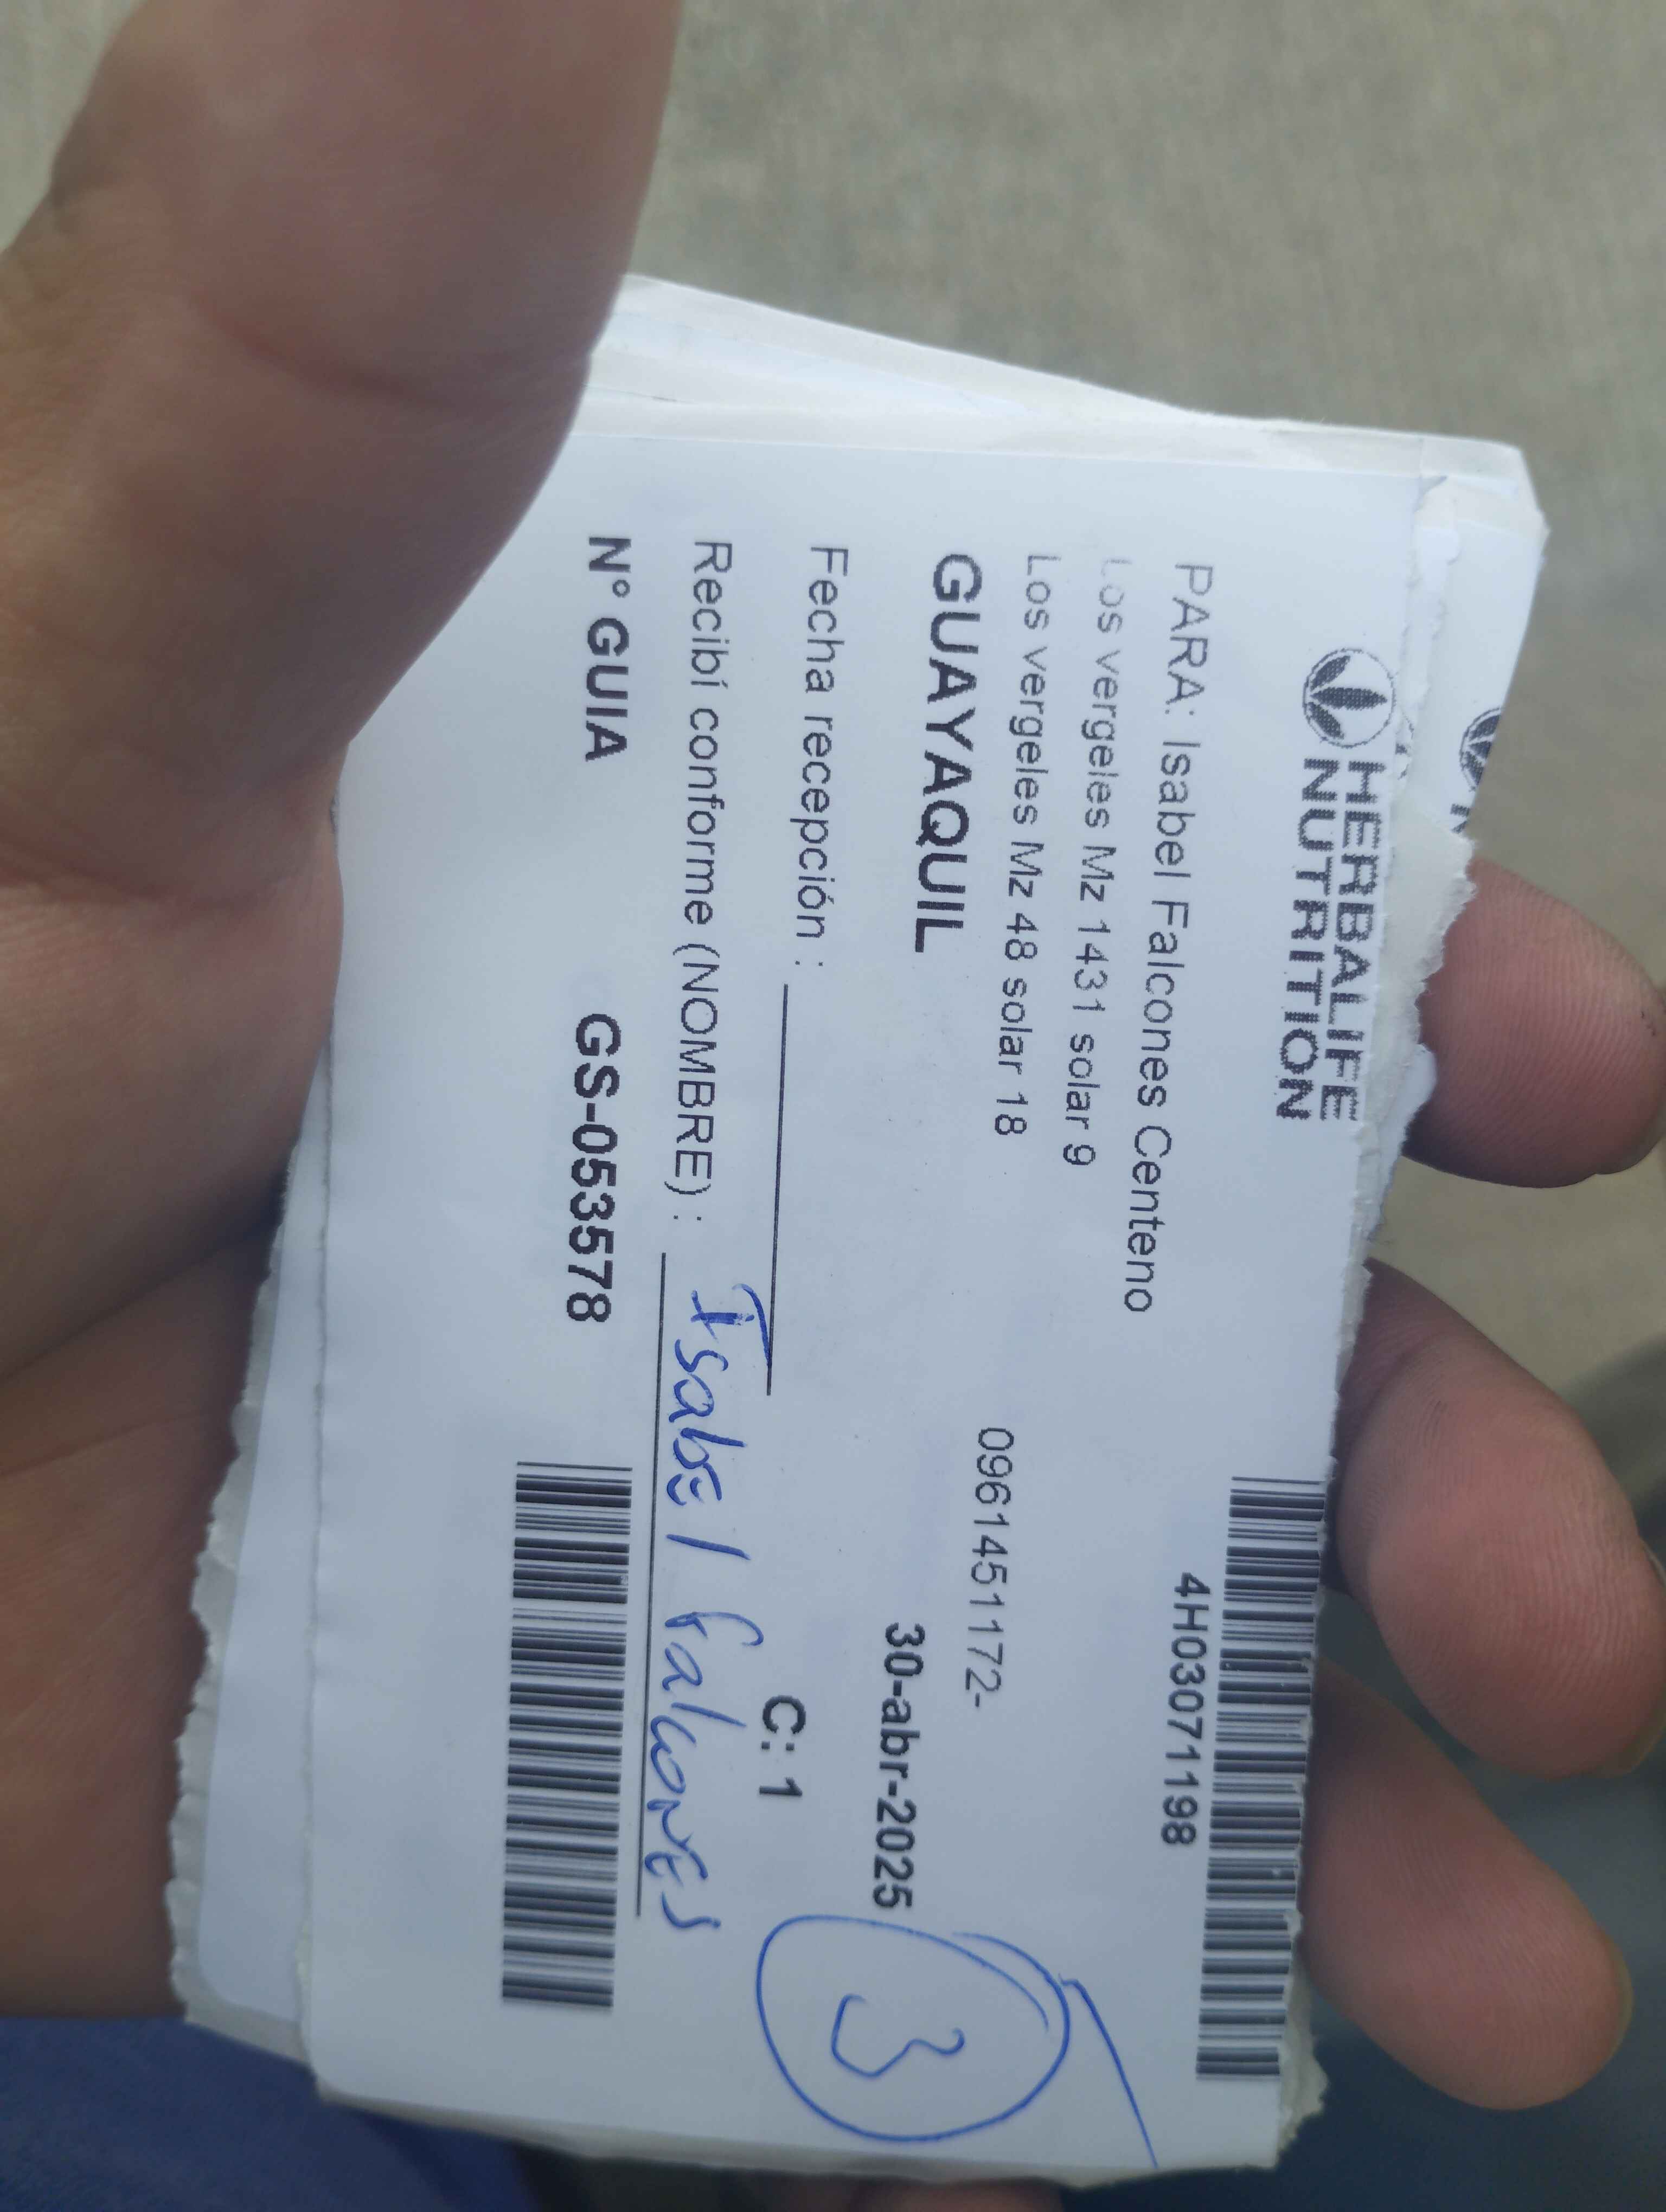 HERBALIFE
NUTRITION
4H03071198
PARA: Isabel Falcones Centeno
Los vergeles Mz 1431 solar 9
Los vergeles Mz 48 solar 18
0961451172-
GUAYAQUIL
30-abr-2025
3
Fecha recepción :
C: 1
Recibí conforme (NOMBRE) : Isabel falcones
N° GUIA GS-053578